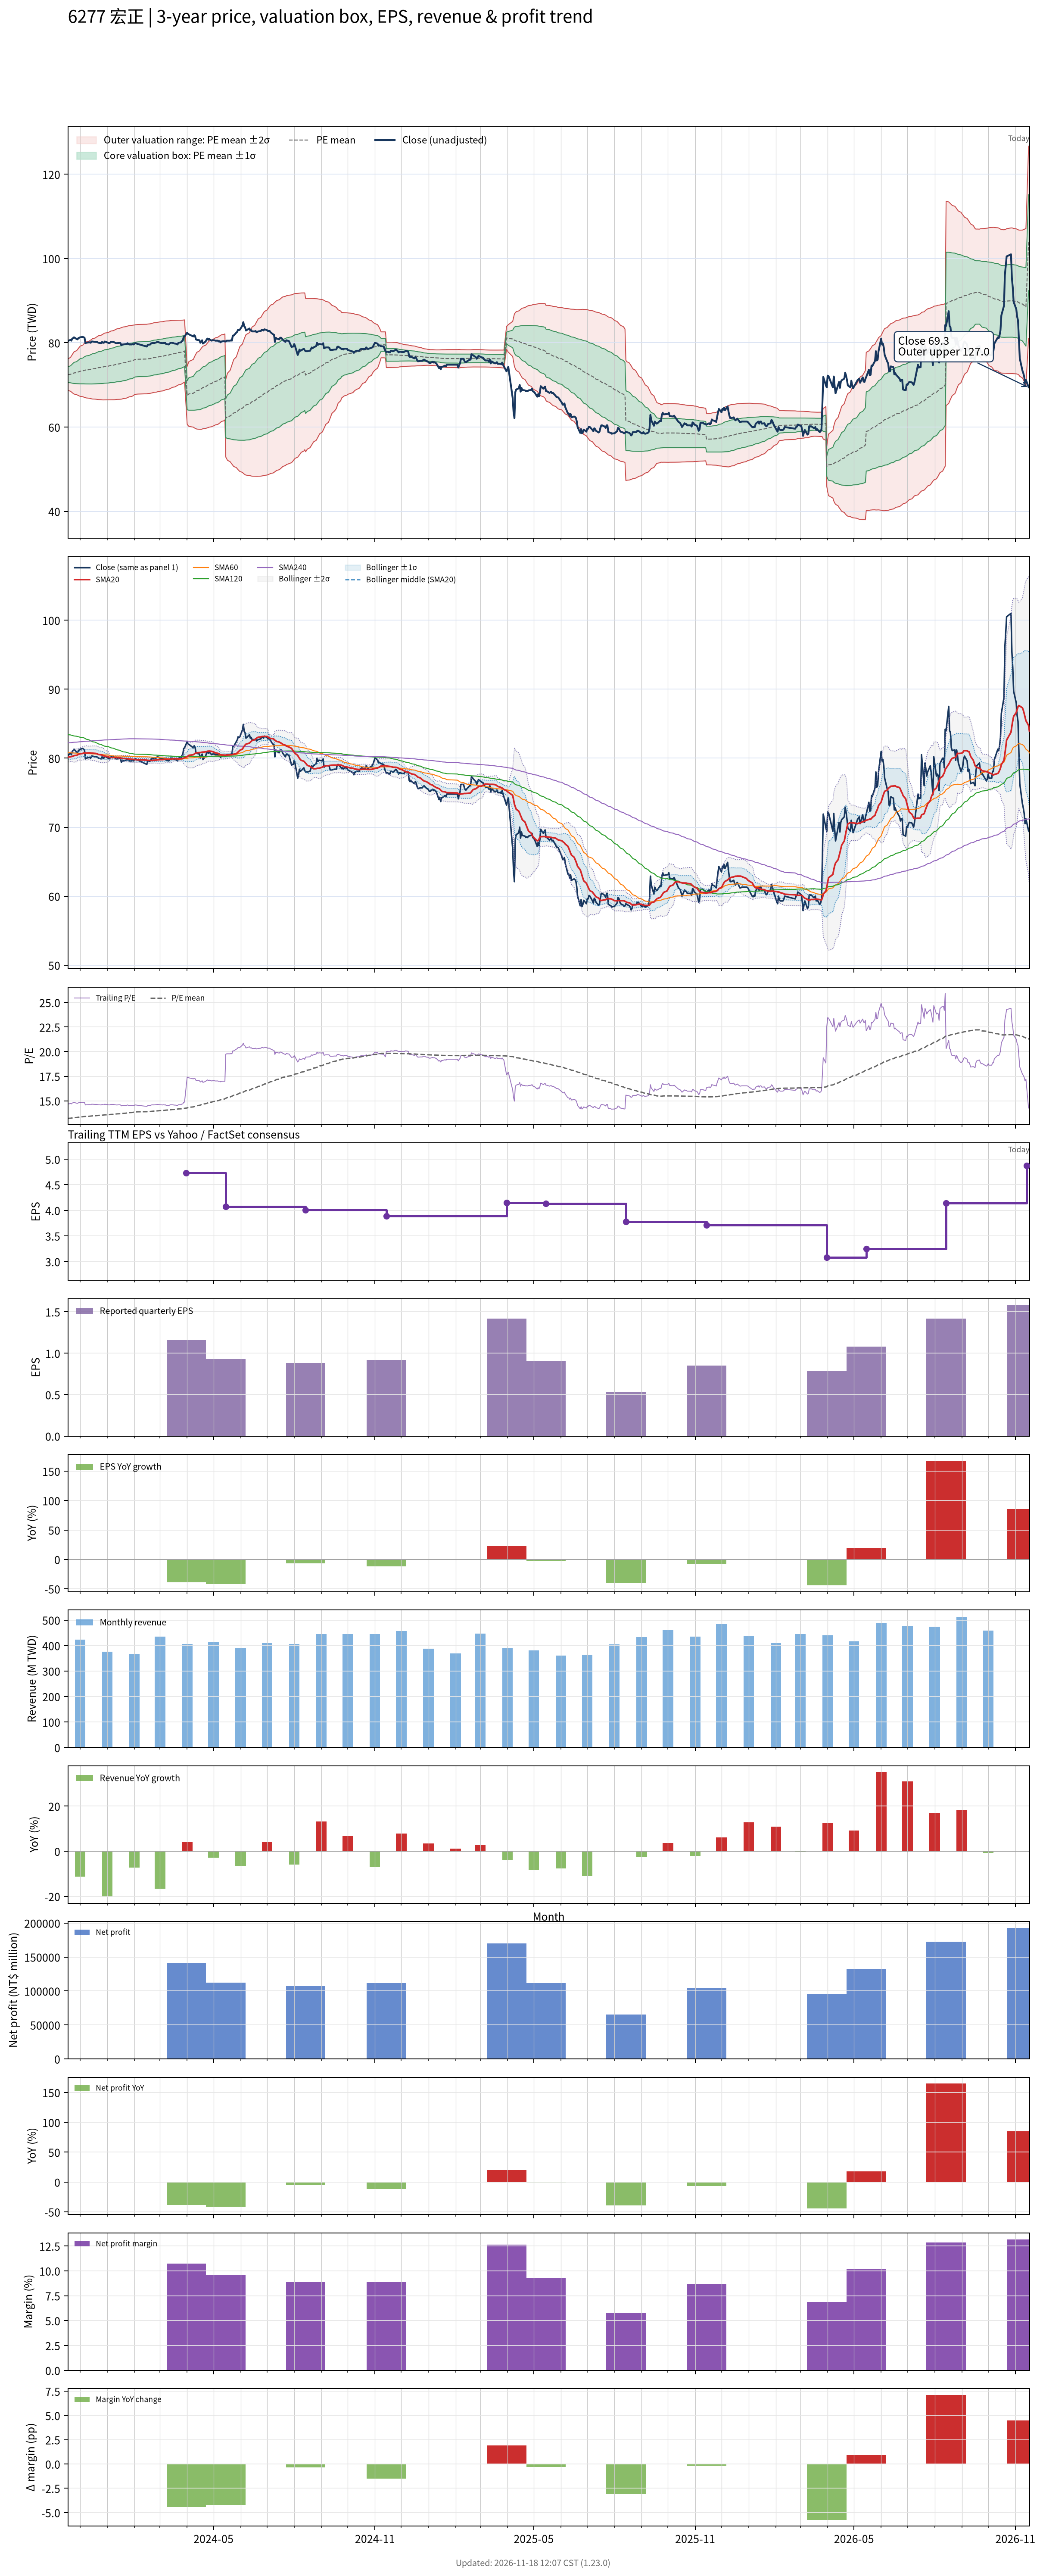 6277 宏正 | 3-year price, valuation box, EPS, revenue & profit trend
Outer valuation range: PE mean ±2σ
Core valuation box: PE mean ±1σ
PE mean
Close (unadjusted)
Today
Price (TWD)
120
100
80
60
40
Close 69.3
Outer upper 127.0
Close (same as panel 1)
SMA20
SMA60
SMA120
SMA240
Bollinger ±2σ
Bollinger ±1σ
Bollinger middle (SMA20)
Price
100
90
80
70
60
50
Trailing P/E
P/E mean
P/E
25.0
22.5
20.0
17.5
15.0
Trailing TTM EPS vs Yahoo / FactSet consensus
Today
EPS
5.0
4.5
4.0
3.5
3.0
Reported quarterly EPS
EPS
1.5
1.0
0.5
0.0
EPS YoY growth
YoY (%)
150
100
50
0
-50
Monthly revenue
Revenue (M TWD)
500
400
300
200
100
0
Revenue YoY growth
YoY (%)
20
0
-20
Month
Net profit
Net profit (NT$ million)
200000
150000
100000
50000
0
Net profit YoY
YoY (%)
150
100
50
0
-50
Net profit margin
Margin (%)
12.5
10.0
7.5
5.0
2.5
0.0
Margin YoY change
Δ margin (pp)
7.5
5.0
2.5
0.0
-2.5
-5.0
2024-05
2024-11
2025-05
2025-11
2026-05
2026-11
Updated: 2026-11-18 12:07 CST (1.23.0)